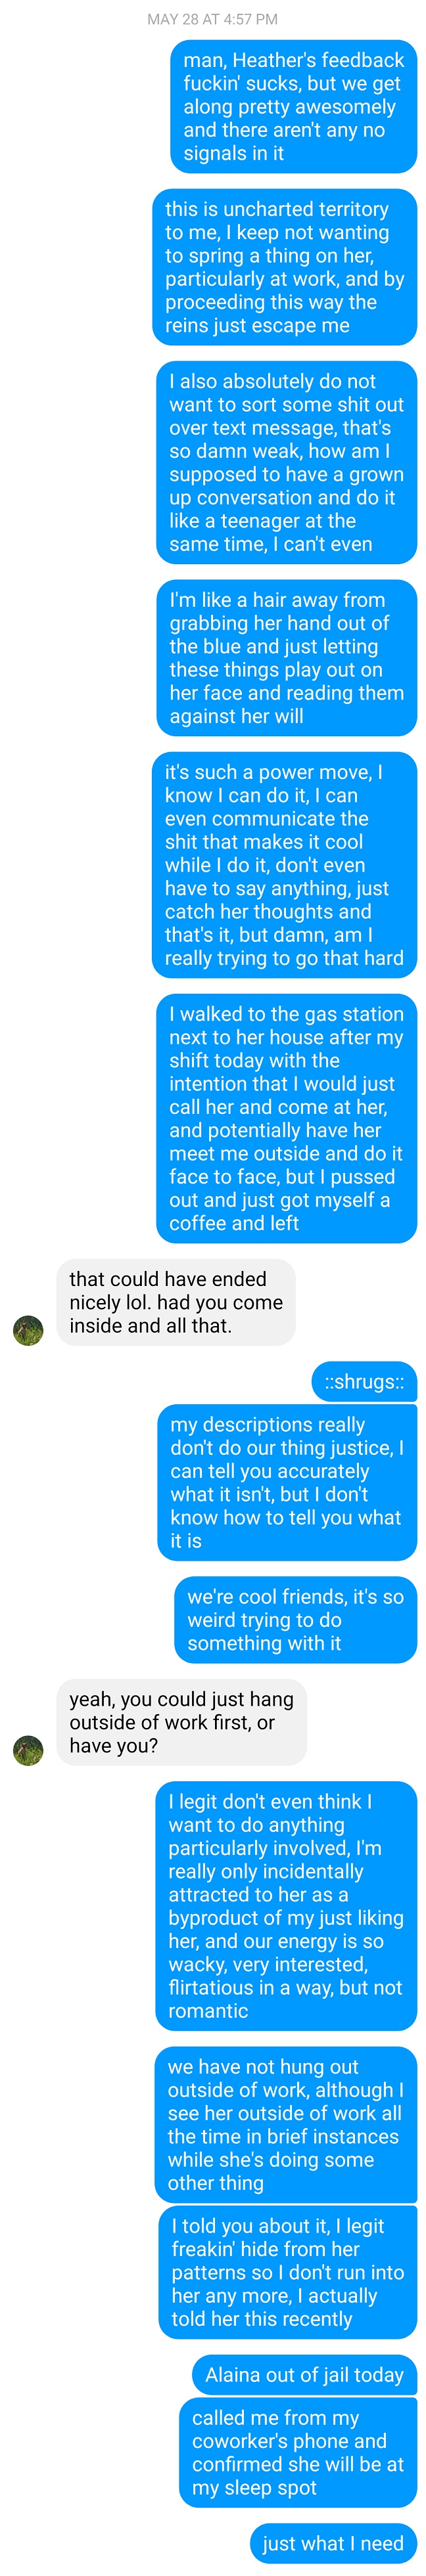 MAY 28 AT 4:57 PM
man, Heather's feedback
fuckin' sucks, but we get
along pretty awesomely
and there aren't any no
signals in it
this is uncharted territory
to me, I keep not wanting
to spring a thing on her,
particularly at work, and by
proceeding this way the
reins just escape me
I also absolutely do not
want to sort some shit out
over text message, that's
so damn weak, how am I
supposed to have a grown
up conversation and do it
like a teenager at the
same time, I can't even
I'm like a hair away from
grabbing her hand out of
the blue and just letting
these things play out on
her face and reading them
against her will
it's such a power move, I
know I can do it, I can
even communicate the
shit that makes it cool
while I do it, don't even
have to say anything, just
catch her thoughts and
that's it, but damn, am I
really trying to go that hard
I walked to the gas station
next to her house after my
shift today with the
intention that I would just
call her and come at her,
and potentially have her
meet me outside and do it
face to face, but I pussed
out and just got myself a
coffee and left
that could have ended
nicely lol. had you come
inside and all that.
::shrugs::
my descriptions really
don't do our thing justice, I
can tell you accurately
what it isn't, but I don't
know how to tell you what
it is
we're cool friends, it's so
weird trying to do
something with it
yeah, you could just hang
outside of work first, or
have you?
I legit don't even think I
want to do anything
particularly involved, I'm
really only incidentally
attracted to her as a
byproduct of my just liking
her, and our energy is so
wacky, very interested,
flirtatious in a way, but not
romantic
we have not hung out
outside of work, although I
see her outside of work all
the time in brief instances
while she's doing some
other thing
I told you about it, I legit
freakin' hide from her
patterns so I don't run into
her any more, I actually
told her this recently
Alaina out of jail today
called me from my
coworker's phone and
confirmed she will be at
my sleep spot
just what I need